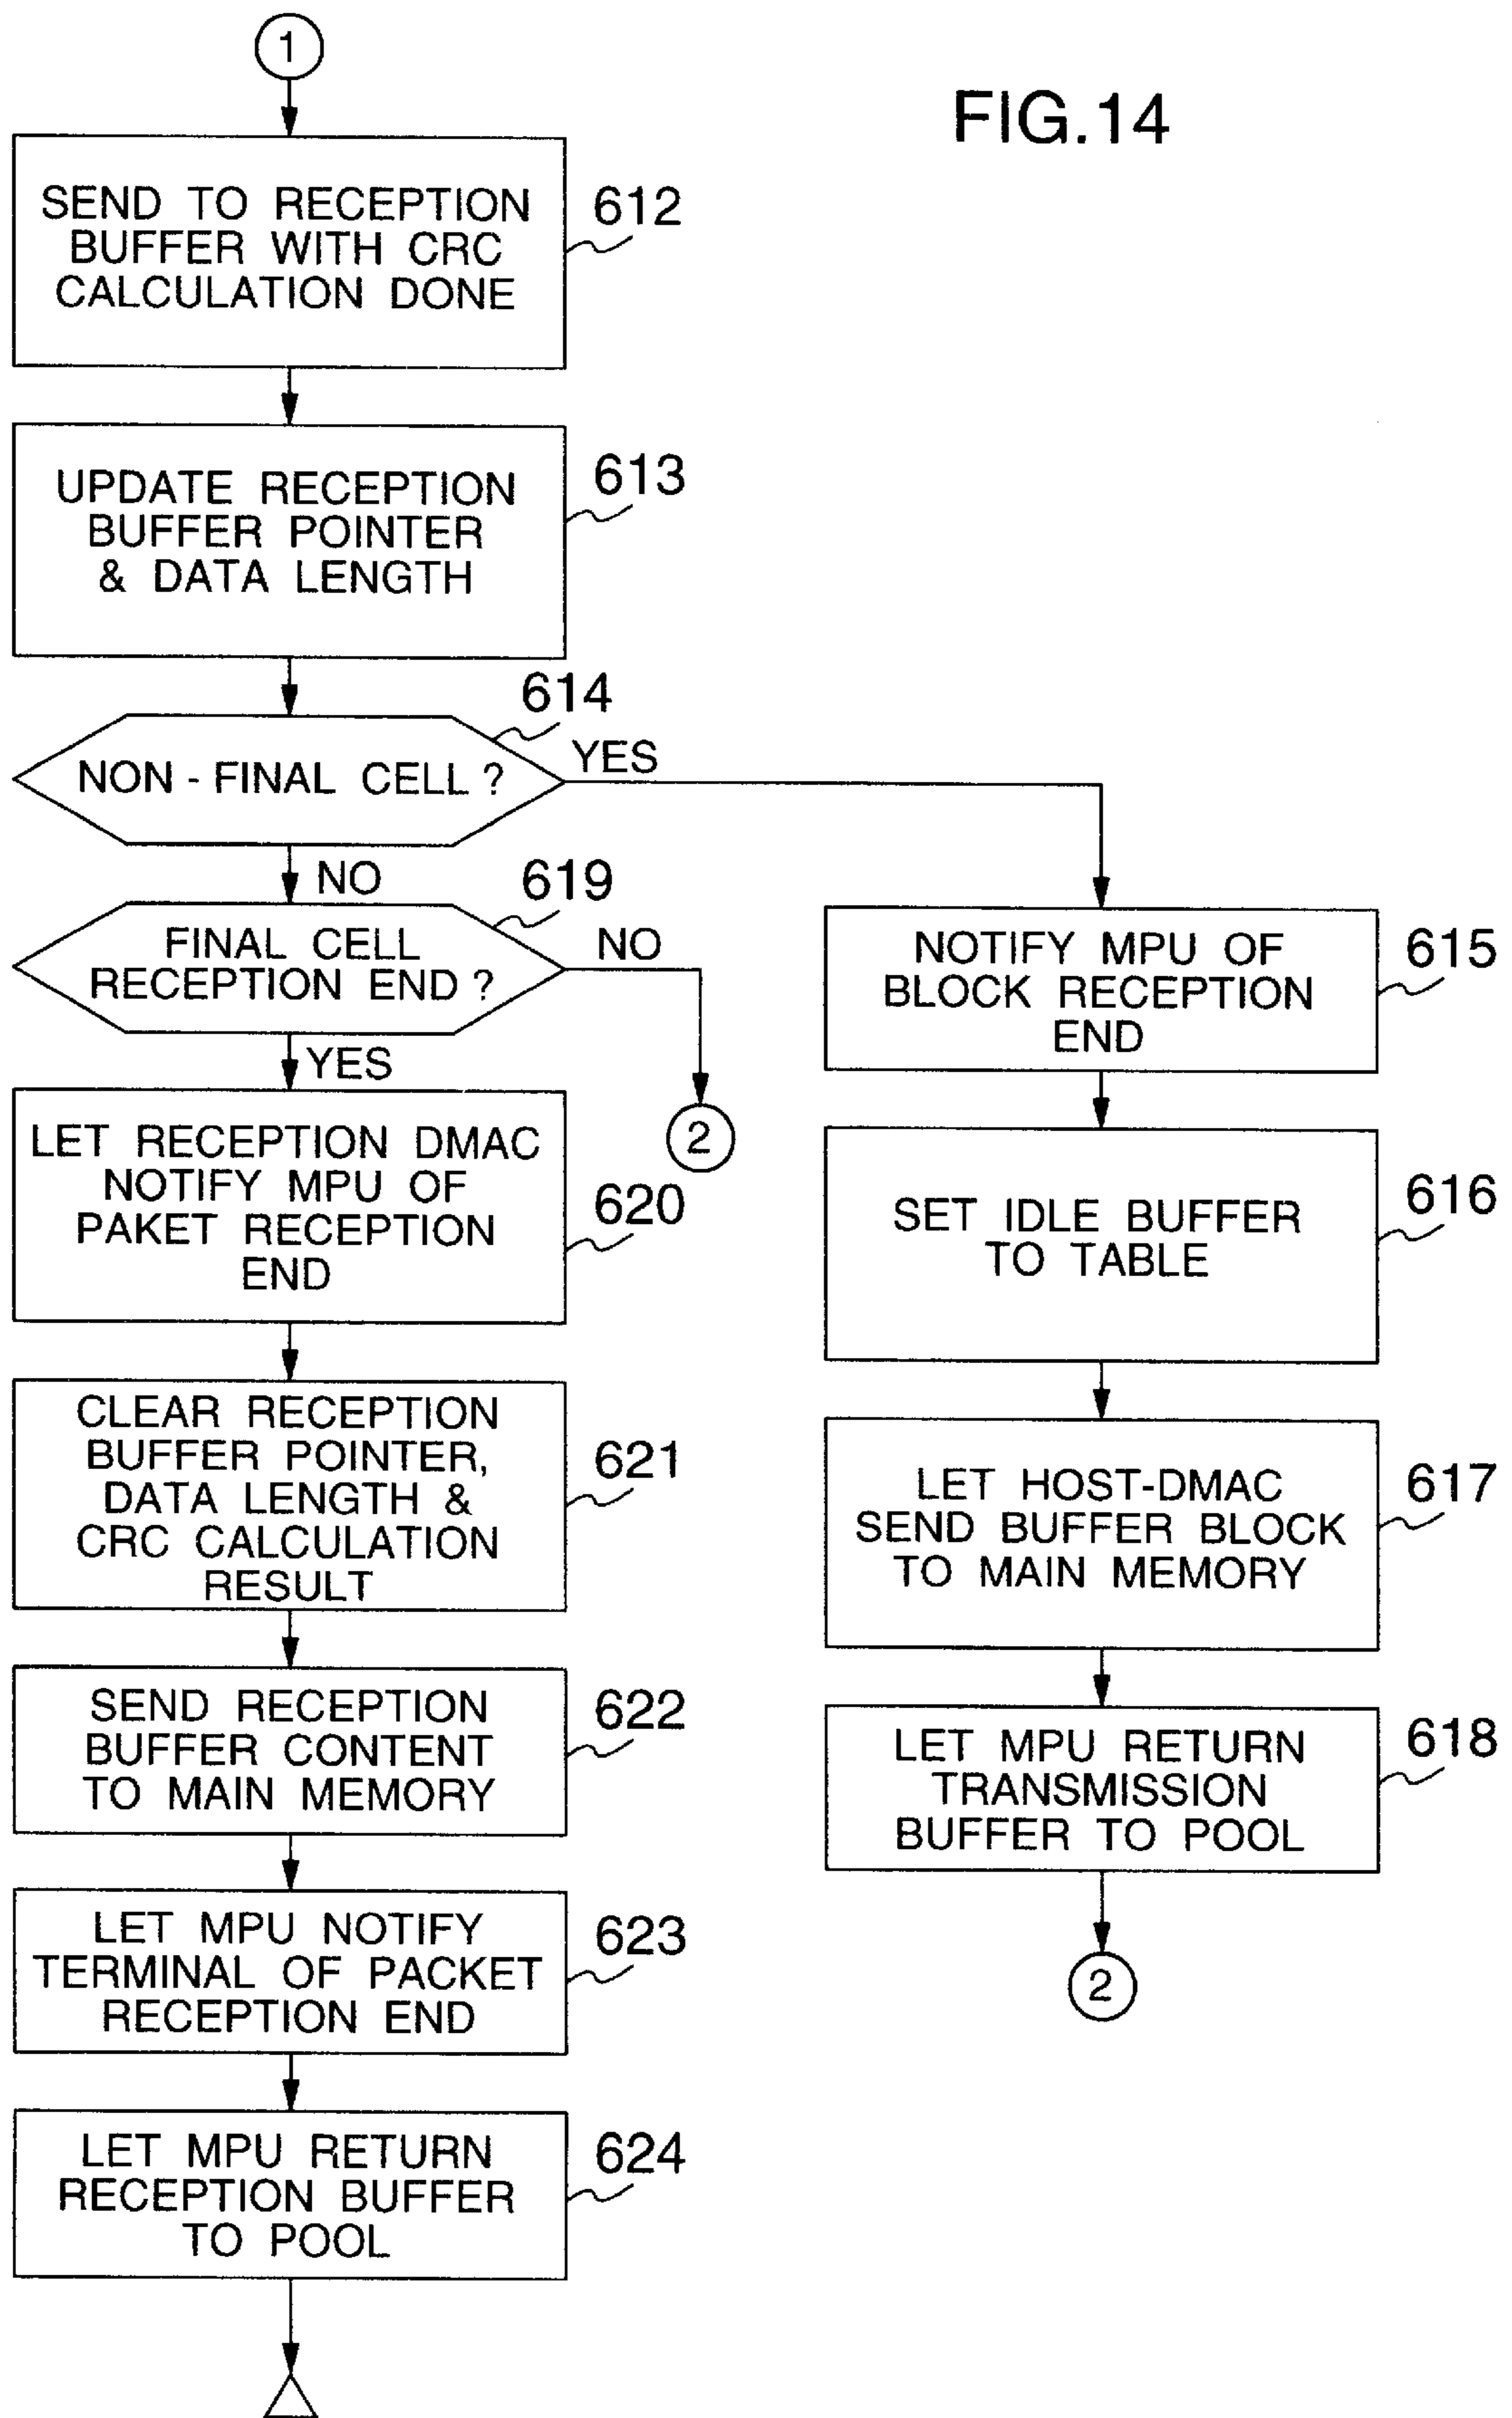 1
FIG.14
SEND TO RECEPTION
BUFFER WITH CRC
CALCULATION DONE
612
UPDATE RECEPTION
BUFFER POINTER
& DATA LENGTH
613
614
NON - FINAL CELL ?
YES
NO
619
FINAL CELL
RECEPTION END ?
NO
YES
2
LET RECEPTION DMAC
NOTIFY MPU OF
PAKET RECEPTION
END
620
CLEAR RECEPTION
BUFFER POINTER,
DATA LENGTH &
CRC CALCULATION
RESULT
621
SEND RECEPTION
BUFFER CONTENT
TO MAIN MEMORY
622
LET MPU NOTIFY
TERMINAL OF PACKET
RECEPTION END
623
LET MPU RETURN
RECEPTION BUFFER
TO POOL
624
NOTIFY MPU OF
BLOCK RECEPTION
END
615
SET IDLE BUFFER
TO TABLE
616
LET HOST-DMAC
SEND BUFFER BLOCK
TO MAIN MEMORY
617
LET MPU RETURN
TRANSMISSION
BUFFER TO POOL
618
2